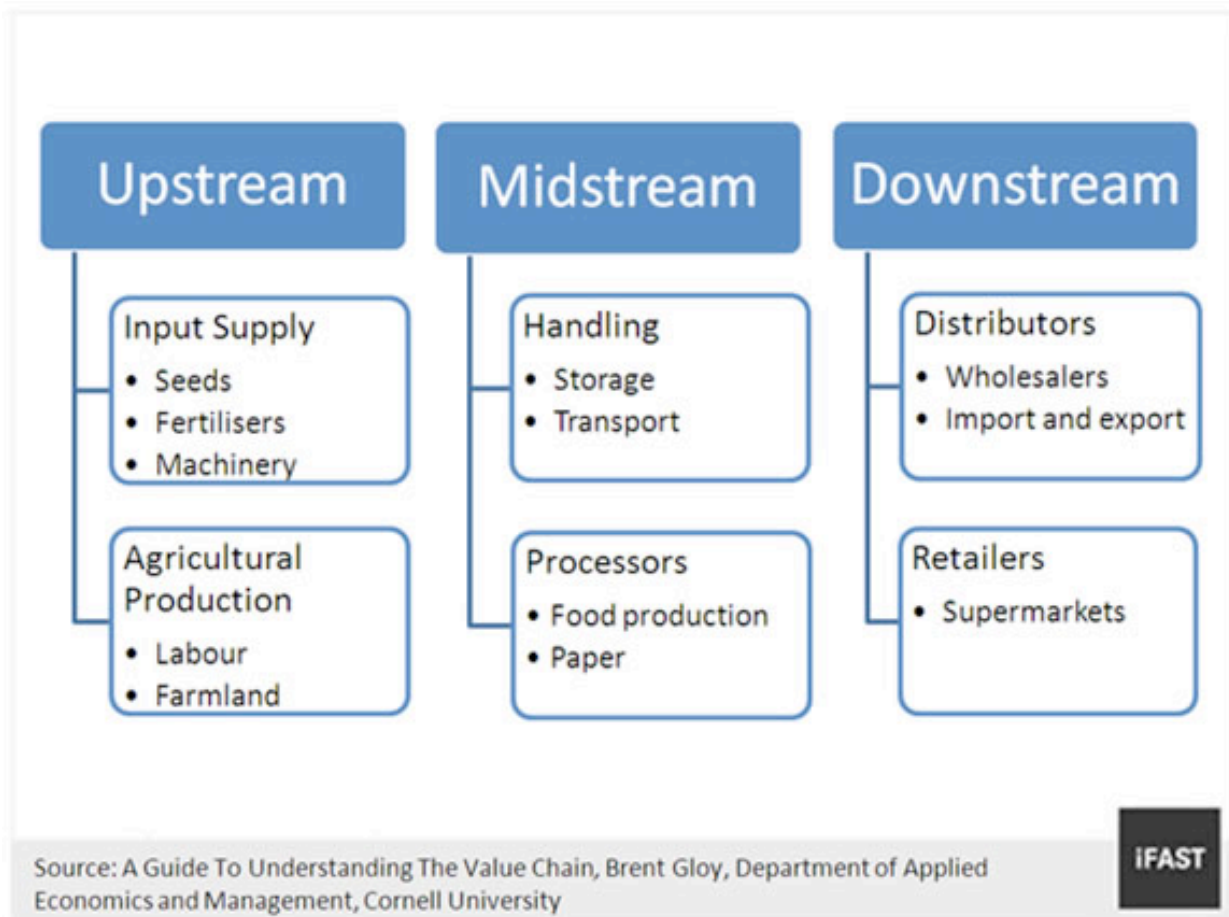 Upstream
Input Supply
• Seeds
• Fertilisers
• Machinery
Agricultural
Production
• Labour
• Farmland
Midstream
Handling
• Storage
• Transport
Processors
• Food production
• Paper
Downstream
Distributors
• Wholesalers
• Import and export
Retailers
• Supermarkets
Source: A Guide To Understanding The Value Chain, Brent Gloy, Department of Applied
Economics and Management, Cornell University
iFAST